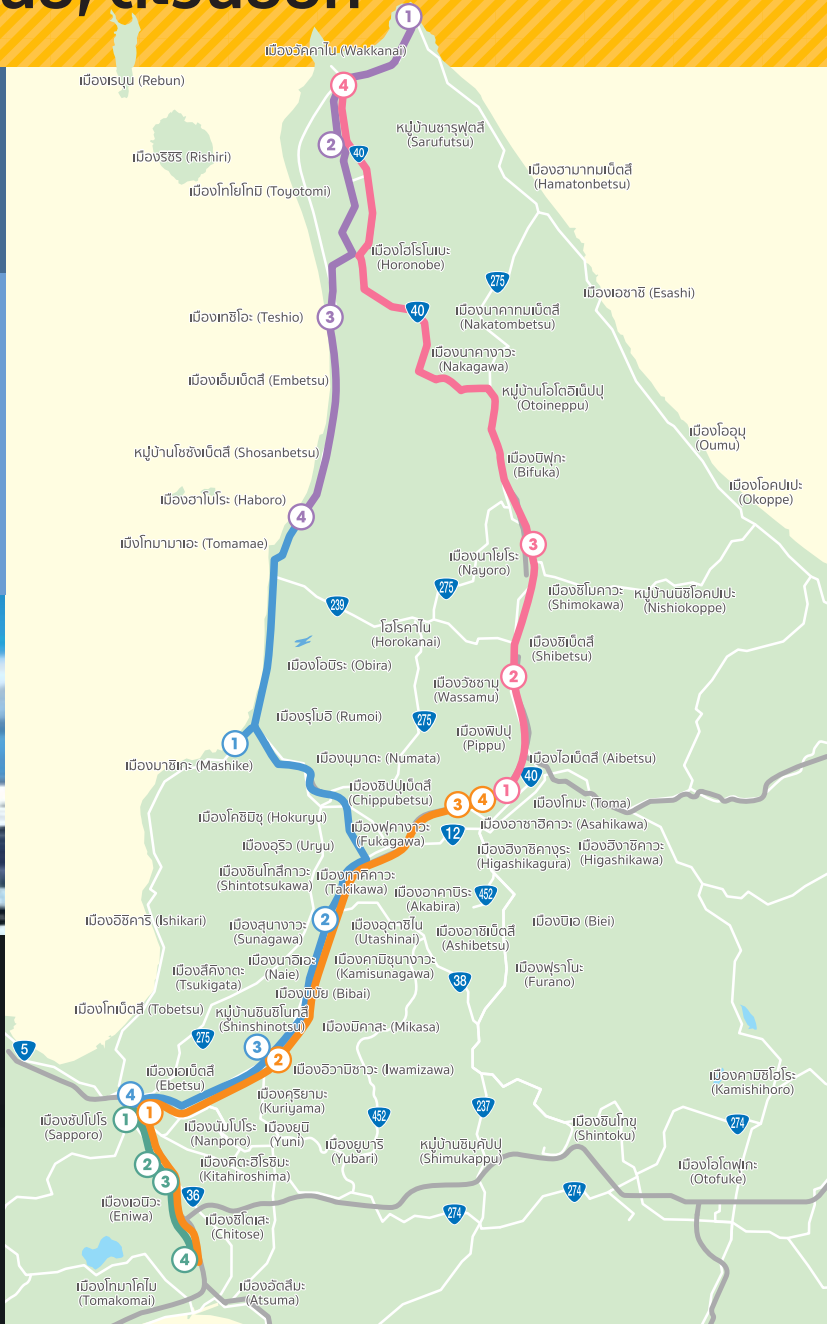 ①
เมืองวัคคาไน (Wakkanai)
เมืองเรบุน (Rebun)
④
หมู่บ้านซารุฟุตสึ
(Sarufutsu)
②
40
เมืองริชิริ (Rishiri)
เมืองฮามาทมเบ็ตสึ
(Hamatonbetsu)
เมืองโทโยโทมิ (Toyotomi)
เมืองโฮโรโนเบะ
(Horonobe)
275
เมืองเอซาชิ (Esashi)
เมืองเทชิโอะ (Teshio)
③
40
เมืองนาคาทมเบ็ตสึ
(Nakatombetsu)
เมืองนาคางาวะ
(Nakagawa)
เมืองเอ็มเบ็ตสึ (Embetsu)
หมู่บ้านโอโตอิเน็ปปุ
(Otoineppu)
เมืองโออุมุ
(Oumu)
หมู่บ้านโชซังเบ็ตสึ (Shosanbetsu)
เมืองบิฟุกะ
(Bifuka)
เมืองโอคปเปะ
(Okoppe)
เมืองฮาโบโระ (Haboro)
④
เมืงโทมามาเอะ (Tomamae)
③
เมืองนาโยโระ
(Nayoro)
275
239
เมืองชิโมคาวะ
(Shimokawa)
หมู่บ้านนิชิโอคปเปะ
(Nishiokoppe)
โฮโรคาไน
(Horokanai)
เมืองชิเบ็ตสึ
(Shibetsu)
เมืองโอบิระ (Obira)
②
เมืองวัซซามุ
(Wassamu)
เมืองรุโมอิ (Rumoi)
275
เมืองพิปปุ
(Pippu)
①
เมืองมาชิเกะ (Mashike)
เมืองนุมาตะ (Numata)
เมืองไอเบ็ตสึ (Aibetsu)
40
เมืองชิปปุเบ็ตสึ
(Chippubetsu)
③
④
①
เมืองโทมะ (Toma)
เมืองโคชิมิซุ (Hokuryu)
เมืองฟุคางาวะ
(Fukagawa)
12
เมืองอาซาฮิคาวะ (Asahikawa)
เมืองอุริว (Uryu)
เมืองฮิงาชิคางุระ
(Higashikagura)
เมืองฮิงาชิคาวะ
(Higashikawa)
เมืองชินโทสึกาวะ
(Shintotsukawa)
เมืองทาคิคาวะ
(Takikawa)
เมืองอาคาบิระ
(Akabira)
452
เมืองอิชิคาริ (Ishikari)
②
เมืองสุนางาวะ
(Sunagawa)
เมืองอุตาชิไน
(Utashinai)
เมืองอาชิเบ็ตสึ
(Ashibetsu)
เมืองบิเอ (Biei)
เมืองสึคิงาตะ
(Tsukigata)
เมืองนาอิเอะ
(Naie)
เมืองคามิซุนางาวะ
(Kamisunagawa)
38
เมืองฟุราโนะ
(Furano)
เมืองบิบัย (Bibai)
เมืองโทเบ็ตสึ (Tobetsu)
หมู่บ้านชินชิโนทสึ
(Shinshinotsu)
เมืองมิคาสะ (Mikasa)
275
5
③
②
เมืองเอเบ็ตสึ
(Ebetsu)
เมืองอิวามิซาวะ (Iwamizawa)
เมืองคามิชิโฮโระ
(Kamishihoro)
④
①
①
เมืองคุริยามะ
(Kuriyama)
เมืองซัปโปโร
(Sapporo)
เมืองนัมโปโระ
(Nanporo)
เมืองยุนิ
(Yuni)
452
237
เมืองยูบาริ
(Yubari)
หมู่บ้านชิมุคัปปุ
(Shimukappu)
เมืองชินโทขุ
(Shintoku)
274
②
③
เมืองคิตะฮิโรชิมะ
(Kitahiroshima)
เมืองโอโตฟุเกะ
(Otofuke)
36
274
เมืองเอนิวะ
(Eniwa)
เมืองชิโตเสะ
(Chitose)
274
④
เมืองโทมาโคไม
(Tomakomai)
เมืองอัตสึมะ
(Atsuma)